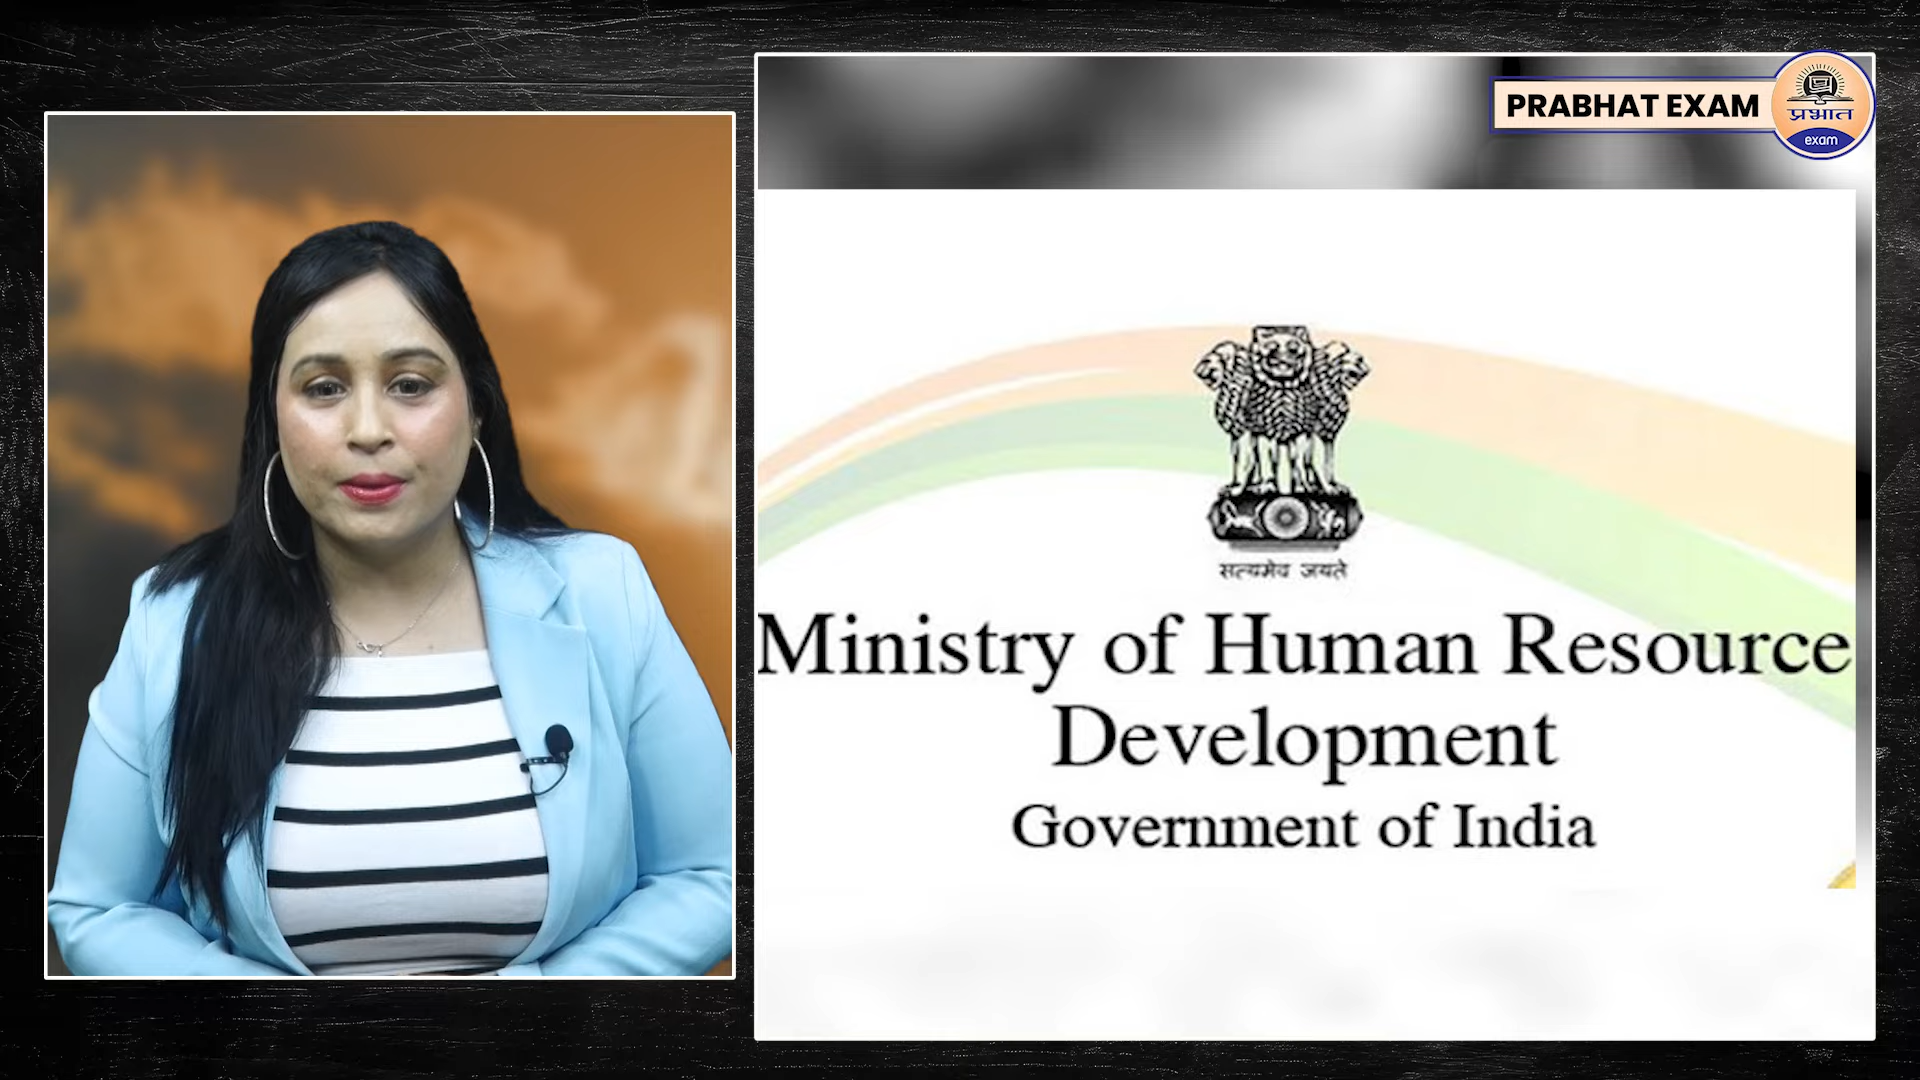 PRABHAT EXAM
प्रभात
exam
सत्यमेव जयते
Ministry of Human Resource
Development
Government of India